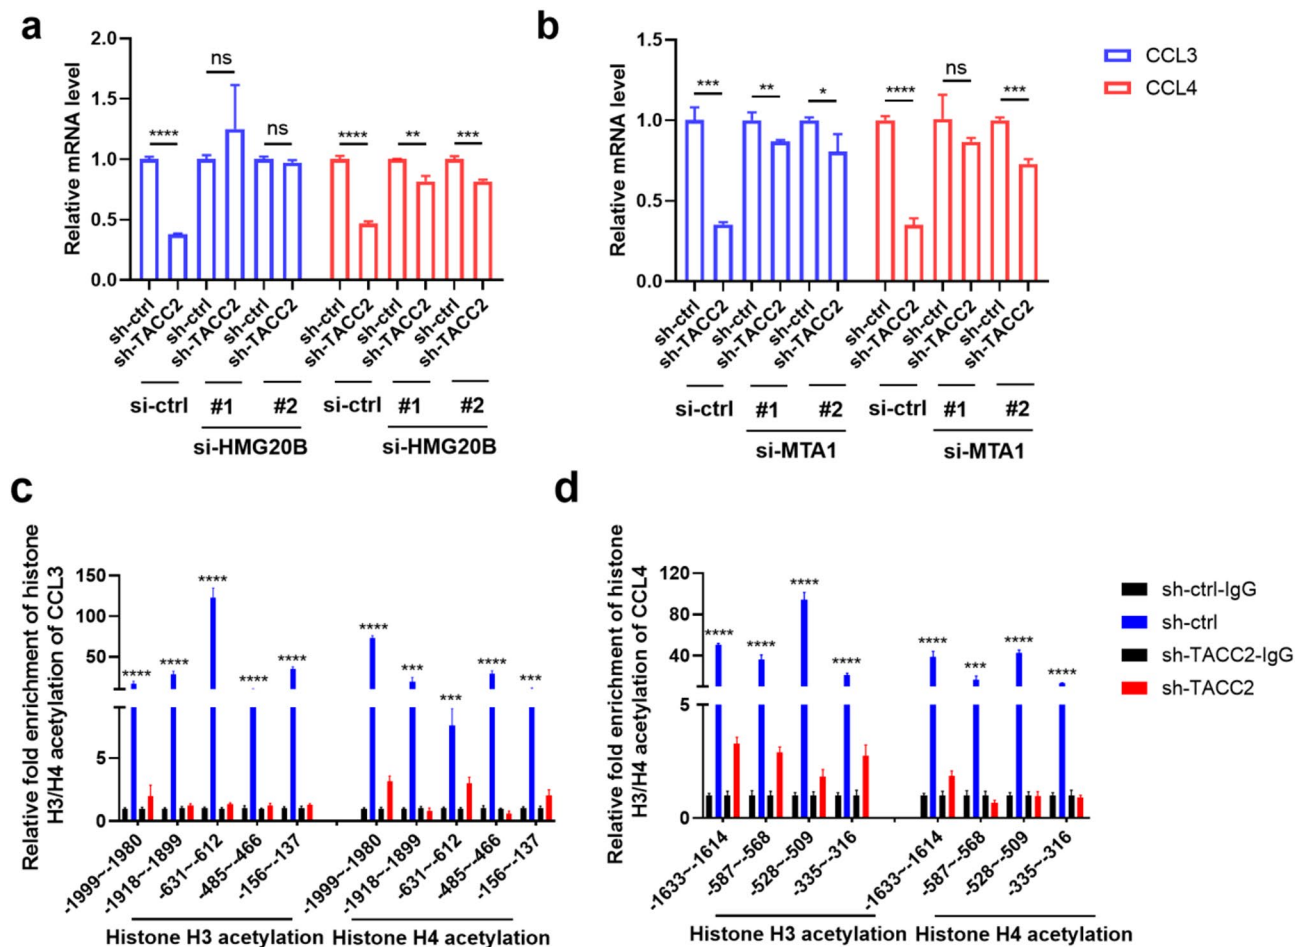 a
Relative mRNA level
2.0
1.5
1.0
0.5
0.0
**** ns ns **** ** ***
sh-ctrl sh-TACC2 sh-ctrl sh-TACC2 sh-ctrl sh-TACC2 sh-ctrl sh-TACC2 sh-ctrl sh-TACC2 sh-ctrl sh-TACC2
si-ctrl #1 #2 si-ctrl #1 #2
si-HMG20B si-HMG20B
b
Relative mRNA level
1.5
1.0
0.5
0.0
*** ** * **** ns ***
sh-ctrl sh-TACC2 sh-ctrl sh-TACC2 sh-ctrl sh-TACC2 sh-ctrl sh-TACC2 sh-ctrl sh-TACC2 sh-ctrl sh-TACC2
si-ctrl #1 #2 si-ctrl #1 #2
si-MTA1 si-MTA1
CCL3
CCL4
c
Relative fold enrichment of histone
H3/H4 acetylation of CCL3
150
100
50
5
0
**** **** **** **** **** **** *** *** **** ***
-1999~-1980 -1918~-1899 -631~-612 -485~-466 -156~-137 -1999~-1980 -1918~-1899 -631~-612 -485~-466 -156~-137
Histone H3 acetylation Histone H4 acetylation
d
Relative fold enrichment of histone
H3/H4 acetylation of CCL4
120
80
40
5
0
**** **** **** **** **** *** **** ****
-1633~-1614 -587~-568 -528~-509 -335~-316 -1633~-1614 -587~-568 -528~-509 -335~-316
Histone H3 acetylation Histone H4 acetylation
sh-ctrl-IgG
sh-ctrl
sh-TACC2-IgG
sh-TACC2